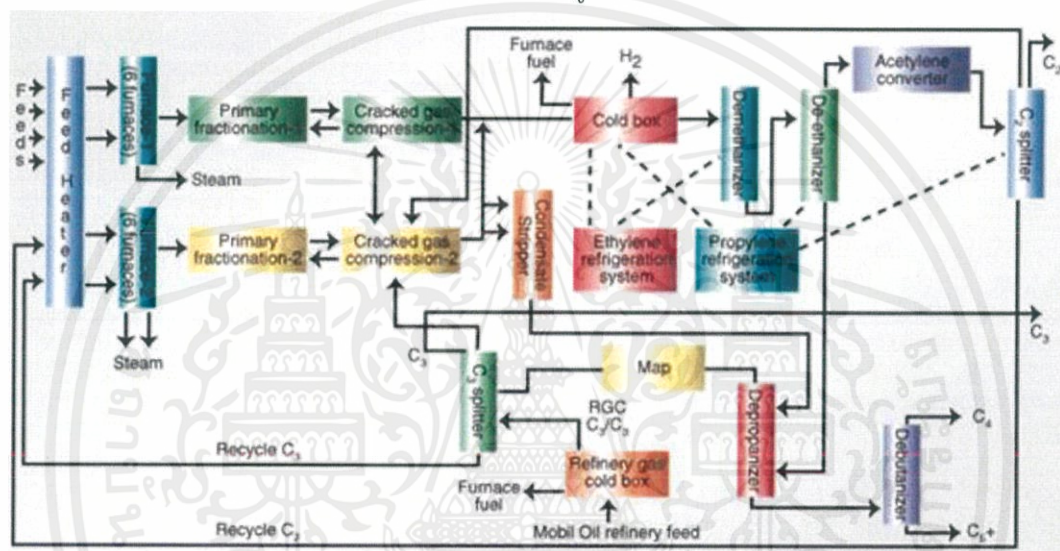 Feeds
Feed Heater
Furnace-1
(6 furnaces)
Steam
Primary
fractionation-1
Cracked gas
compression-1
Furnace
fuel
H2
Cold box
Demethanizer
De-ethanizer
Acetylene
converter
C2 splitter
C2
(6 furnaces)
Steam
Primary
fractionation-2
Cracked gas
compression-2
Condensate
Stripper
Ethylene
refrigeration
system
Propylene
refrigeration
system
C3
C3
C3 splitter
Map
RGC
C3/C3
Depropanizer
Debutanizer
C4
C5+
Recycle C3
Refinery gas
cold box
Furnace
fuel
Mobil Oil refinery feed
Recycle C2